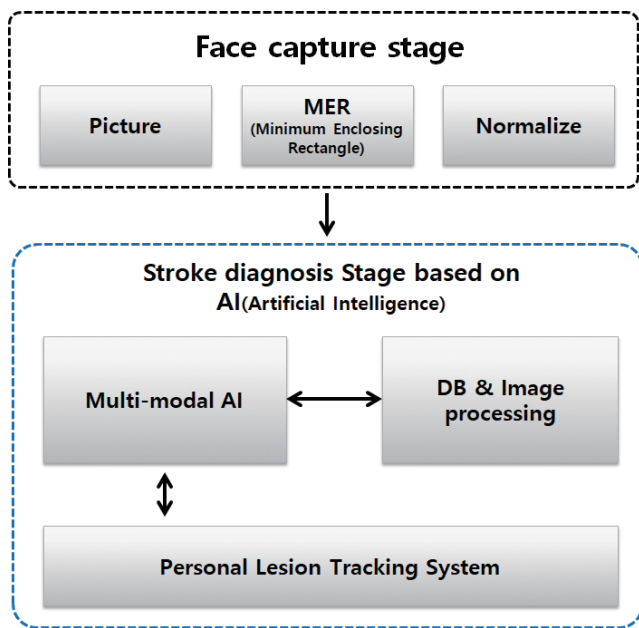 Face capture stage
Picture
MER
(Minimum Enclosing
Rectangle)
Normalize
Stroke diagnosis Stage based on
AI(Artificial Intelligence)
Multi-modal AI
DB & Image
processing
Personal Lesion Tracking System